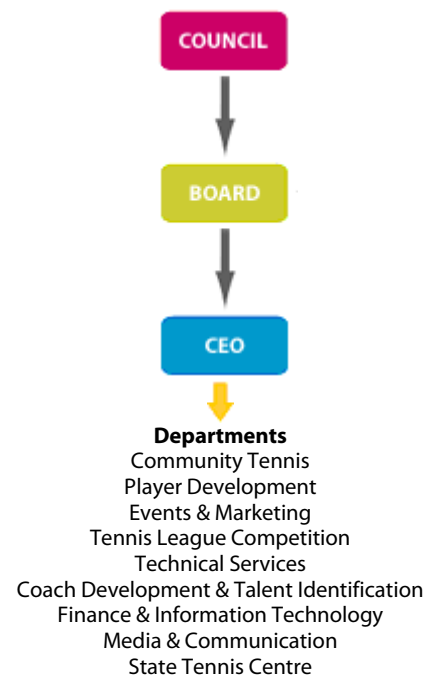 COUNCIL
BOARD
CEO
Departments
Community Tennis
Player Development
Events & Marketing
Tennis League Competition
Technical Services
Coach Development & Talent Identification
Finance & Information Technology
Media & Communication
State Tennis Centre